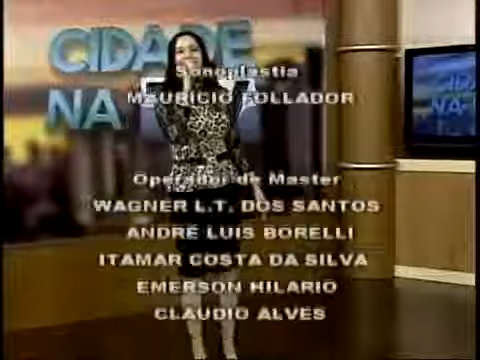 CIDADE
NA
Sonoplastia
MAURICIO FOLLADOR
Operador de Master
WAGNER L.T. DOS SANTOS
ANDRÉ LUIS BORELLI
ITAMAR COSTA DA SILVA
EMERSON HILARIO
CLAUDIO ALVES